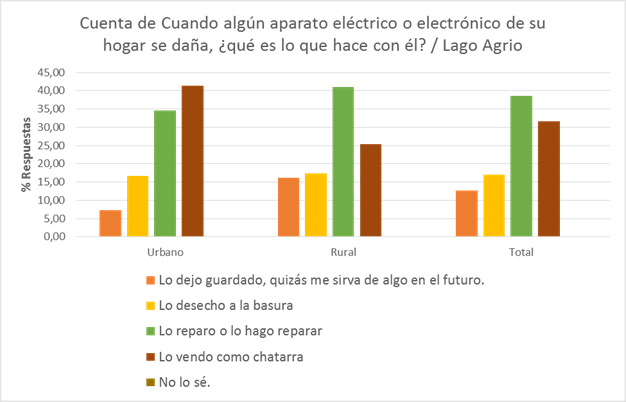 Cuenta de Cuando algún aparato eléctrico o electrónico de su
hogar se daña, ¿qué es lo que hace con él? / Lago Agrio
% Respuestas
45,00
40,00
35,00
30,00
25,00
20,00
15,00
10,00
5,00
0,00
Urbano
Rural
Total
Lo dejo guardado, quizás me sirva de algo en el futuro.
Lo desecho a la basura
Lo reparo o lo hago reparar
Lo vendo como chatarra
No lo sé.